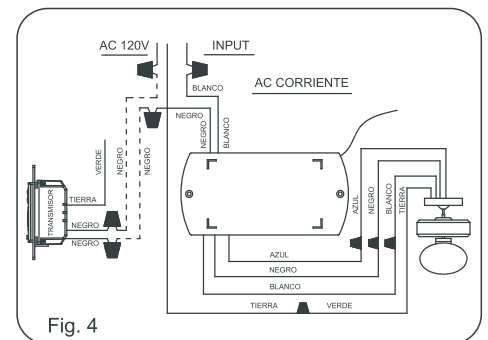 AC 120V
INPUT
BLANCO
AC CORRIENTE
NEGRO
NEGRO
BLANCO
VERDE
NEGRO
NEGRO
TIERRA
TRANSMISOR
NEGRO
NEGRO
AZUL
NEGRO
BLANCO
TIERRA
AZUL
NEGRO
BLANCO
TIERRA
VERDE
Fig. 4